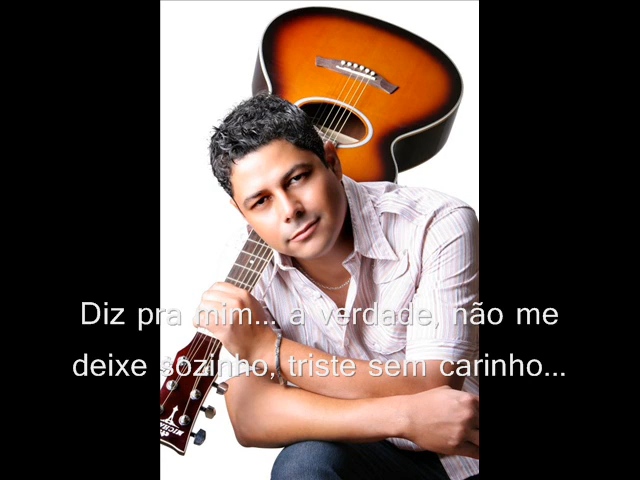 Diz pra mim... a verdade, não me
deixe sozinho, triste sem carinho...